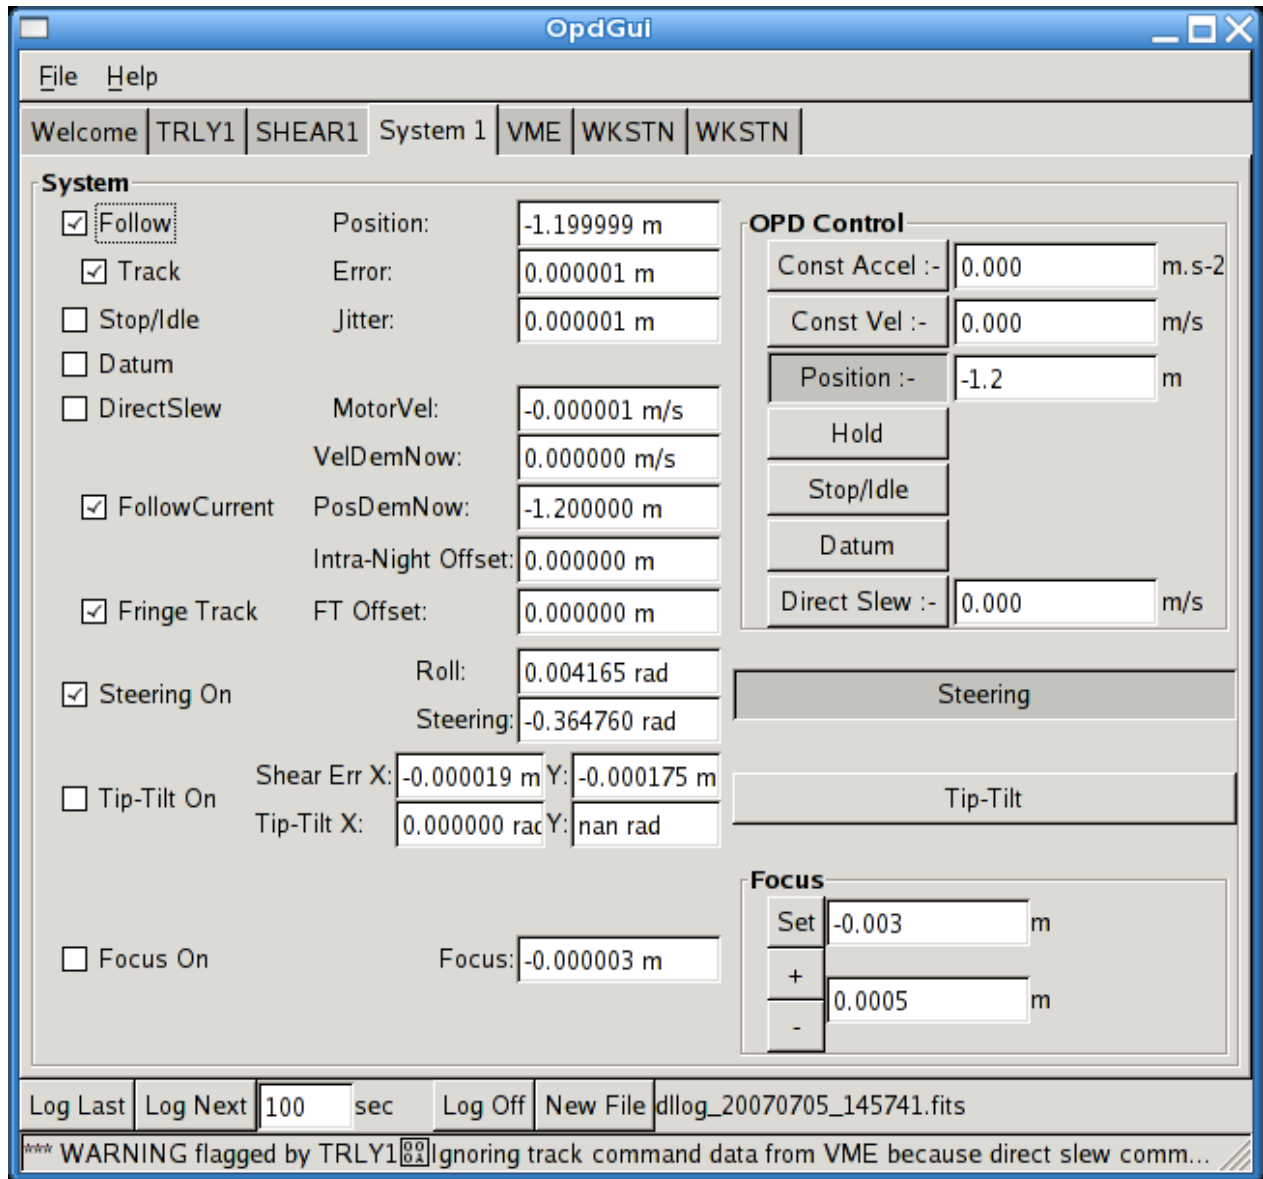 OpdGui
File Help
Welcome TRLY1 SHEAR1 System 1 VME WKSTN WKSTN
System
Follow Position: -1.199999 m
Track Error: 0.000001 m
Stop/Idle Jitter: 0.000001 m
Datum
DirectSlew MotorVel: -0.000001 m/s
VelDemNow: 0.000000 m/s
FollowCurrent PosDemNow: -1.200000 m
Intra-Night Offset: 0.000000 m
Fringe Track FT Offset: 0.000000 m
Roll: 0.004165 rad
Steering On
Steering: -0.364760 rad
Shear Err X: -0.000019 m Y: -0.000175 m
Tip-Tilt On
Tip-Tilt X: 0.000000 rad Y: nan rad
Focus On Focus: -0.000003 m
OPD Control
Const Accel :- 0.000 m.s-2
Const Vel :- 0.000 m/s
Position :- -1.2 m
Hold
Stop/Idle
Datum
Direct Slew :- 0.000 m/s
Steering
Tip-Tilt
Focus
Set -0.003 m
+
0.0005 m
-
Log Last Log Next 100 sec Log Off New File dllog_20070705_145741.fits
*** WARNING flagged by TRLY1 Ignoring track command data from VME because direct slew comm...